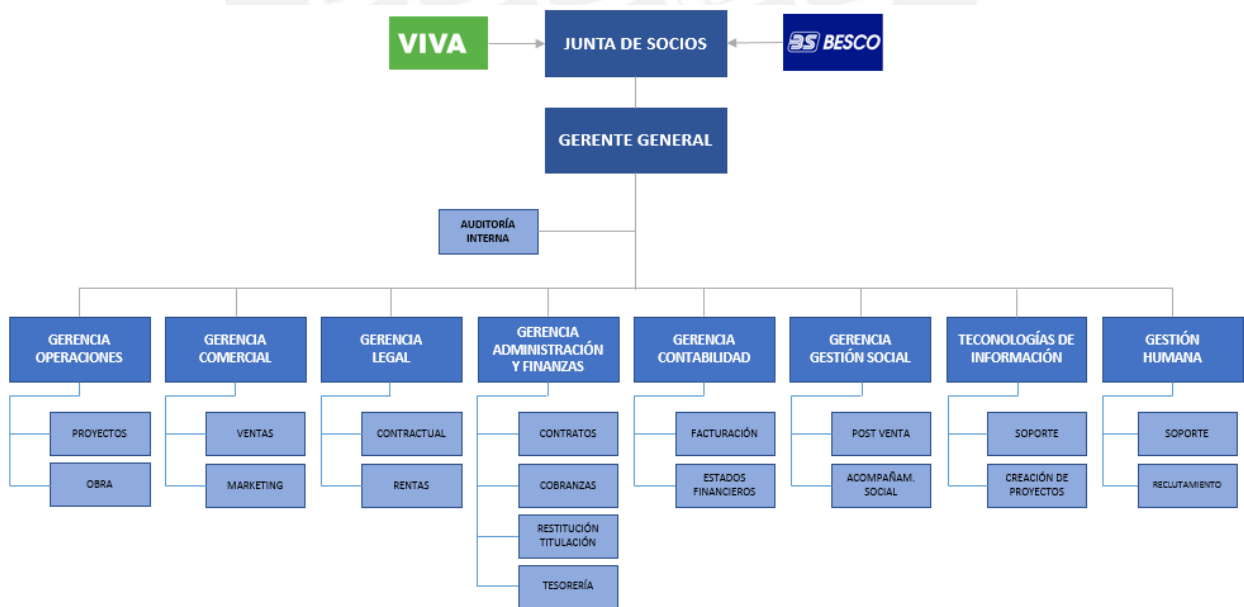 VIVA
JUNTA DE SOCIOS
BS BESCO
GERENTE GENERAL
AUDITORÍA
INTERNA
GERENCIA
OPERACIONES
GERENCIA
COMERCIAL
GERENCIA
LEGAL
GERENCIA
ADMINISTRACIÓN
Y FINANZAS
GERENCIA
CONTABILIDAD
GERENCIA
GESTIÓN SOCIAL
TECONOLOGÍAS DE
INFORMACIÓN
GESTIÓN
HUMANA
PROYECTOS
VENTAS
CONTRACTUAL
CONTRATOS
FACTURACIÓN
POST VENTA
SOPORTE
SOPORTE
OBRA
MARKETING
RENTAS
COBRANZAS
ESTADOS
FINANCIEROS
ACOMPAÑAM.
SOCIAL
CREACIÓN DE
PROYECTOS
RECLUTAMIENTO
RESTITUCIÓN
TITULACIÓN
TESORERÍA